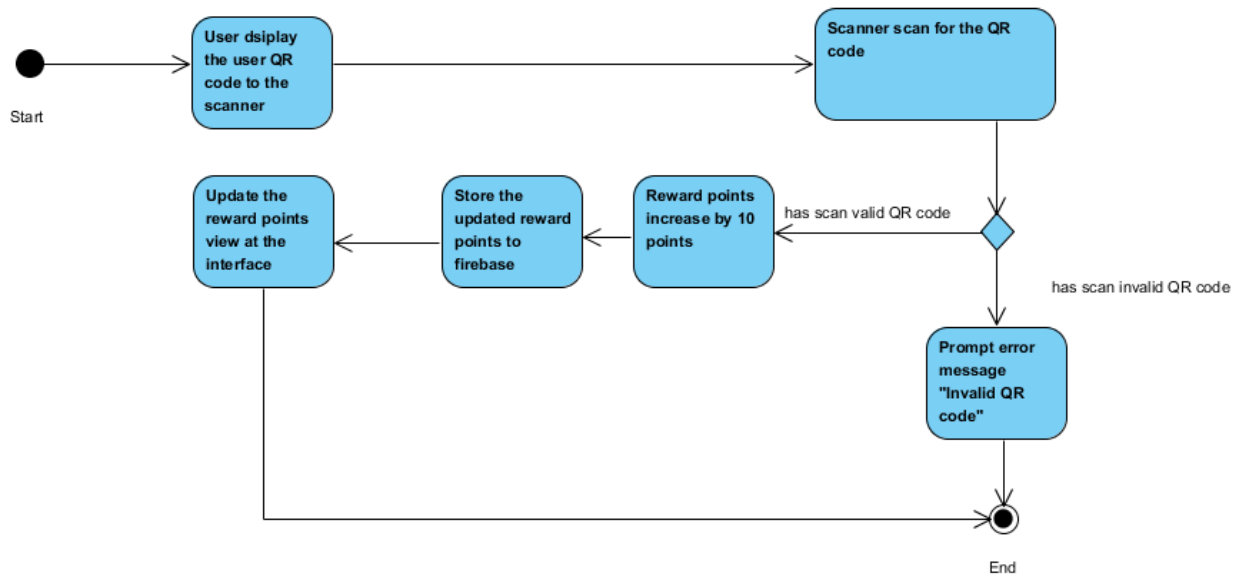 User dsiplay
the user QR
code to the
scanner
Scanner scan for the QR
code
Start
Update the
reward points
view at the
interface
Store the
updated reward
points to
firebase
Reward points
increase by 10
points
has scan valid QR code
has scan invalid QR code
Prompt error
message
"Invalid QR
code"
End